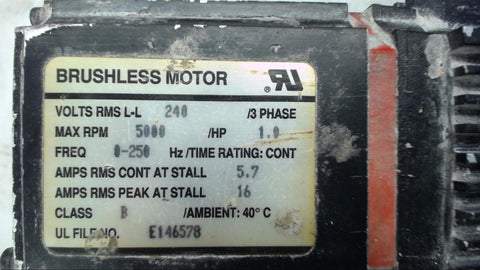 BRUSHLESS MOTOR
VOLTS RMS L-L 240 /3 PHASE
MAX RPM 5000 /HP 1.0
FREQ 0-250 Hz /TIME RATING: CONT
AMPS RMS CONT AT STALL 5.7
AMPS RMS PEAK AT STALL 16
CLASS B /AMBIENT: 40° C
UL FILE NO. E146578